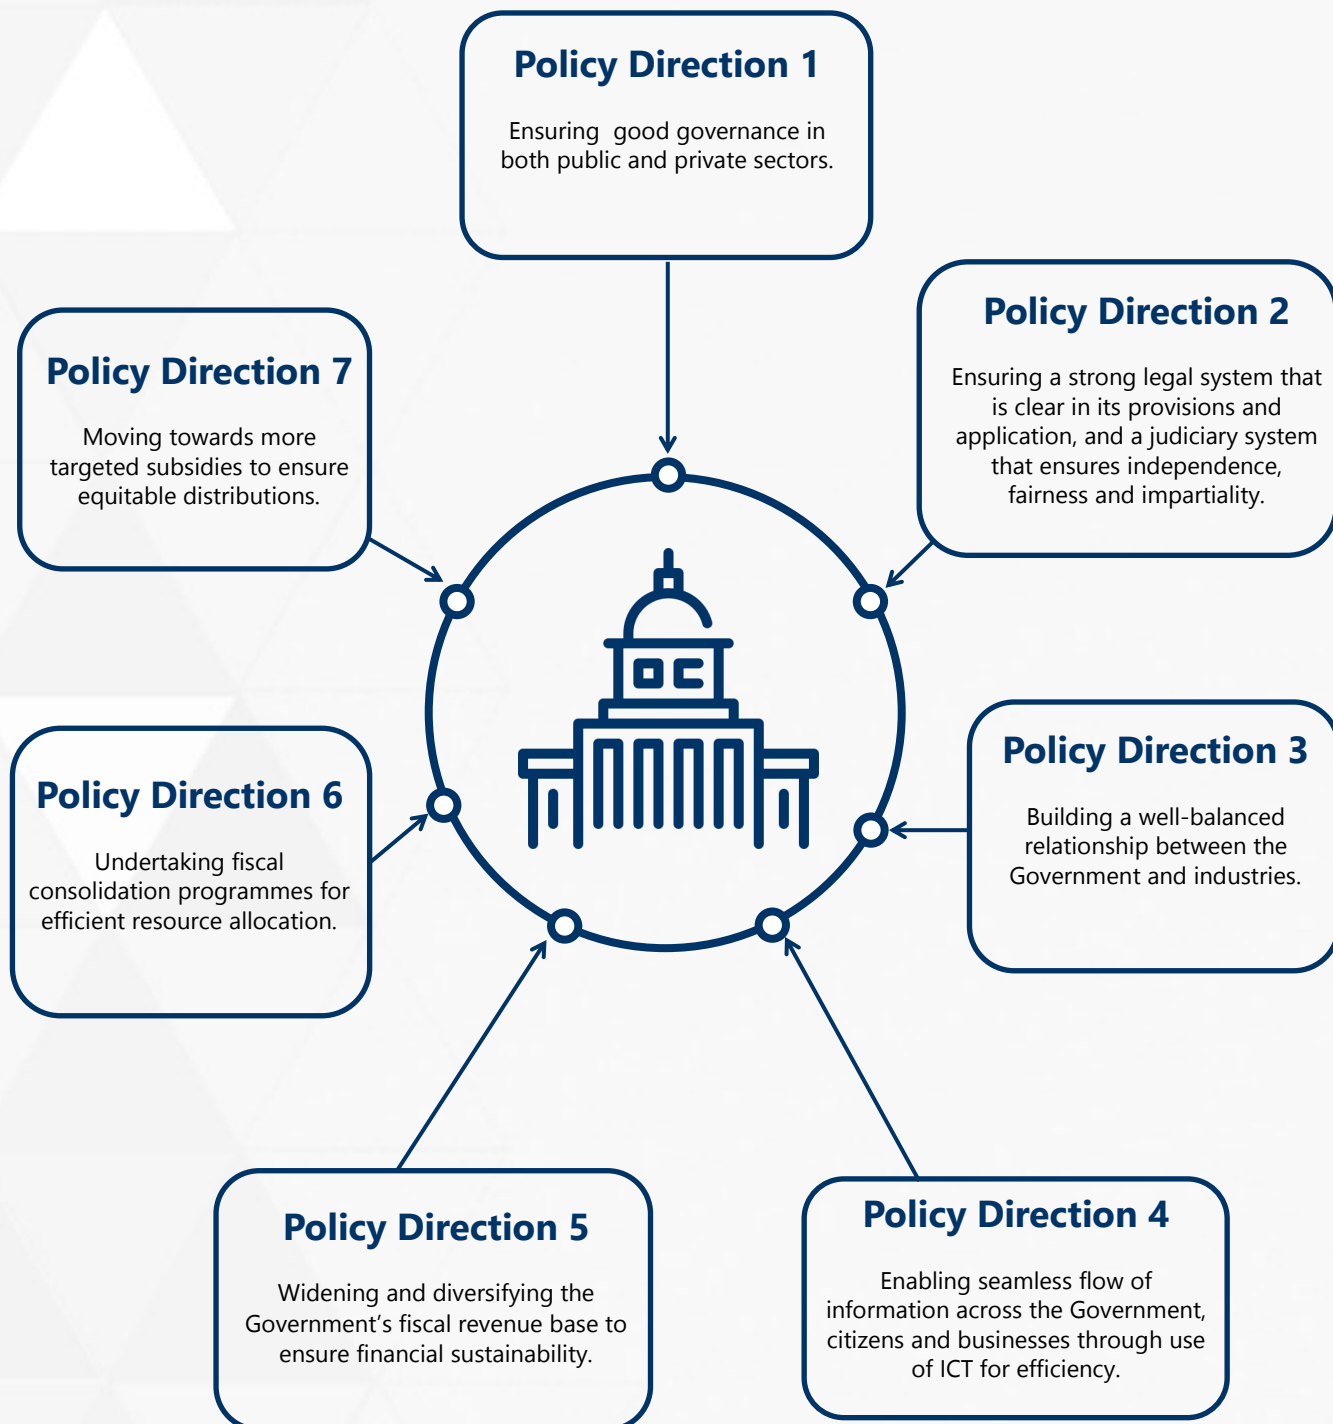 Policy Direction 1
Ensuring  good governance in
both public and private sectors.
Policy Direction 2
Ensuring a strong legal system that
is clear in its provisions and
application, and a judiciary system
that ensures independence,
fairness and impartiality.
Policy Direction 3
Building a well-balanced
relationship between the
Government and industries.
Policy Direction 4
Enabling seamless flow of
information across the Government,
citizens and businesses through use
of ICT for efficiency.
Policy Direction 5
Widening and diversifying the
Government’s fiscal revenue base to
ensure financial sustainability.
Policy Direction 6
Undertaking fiscal
consolidation programmes for
efficient resource allocation.
Policy Direction 7
Moving towards more
targeted subsidies to ensure
equitable distributions.